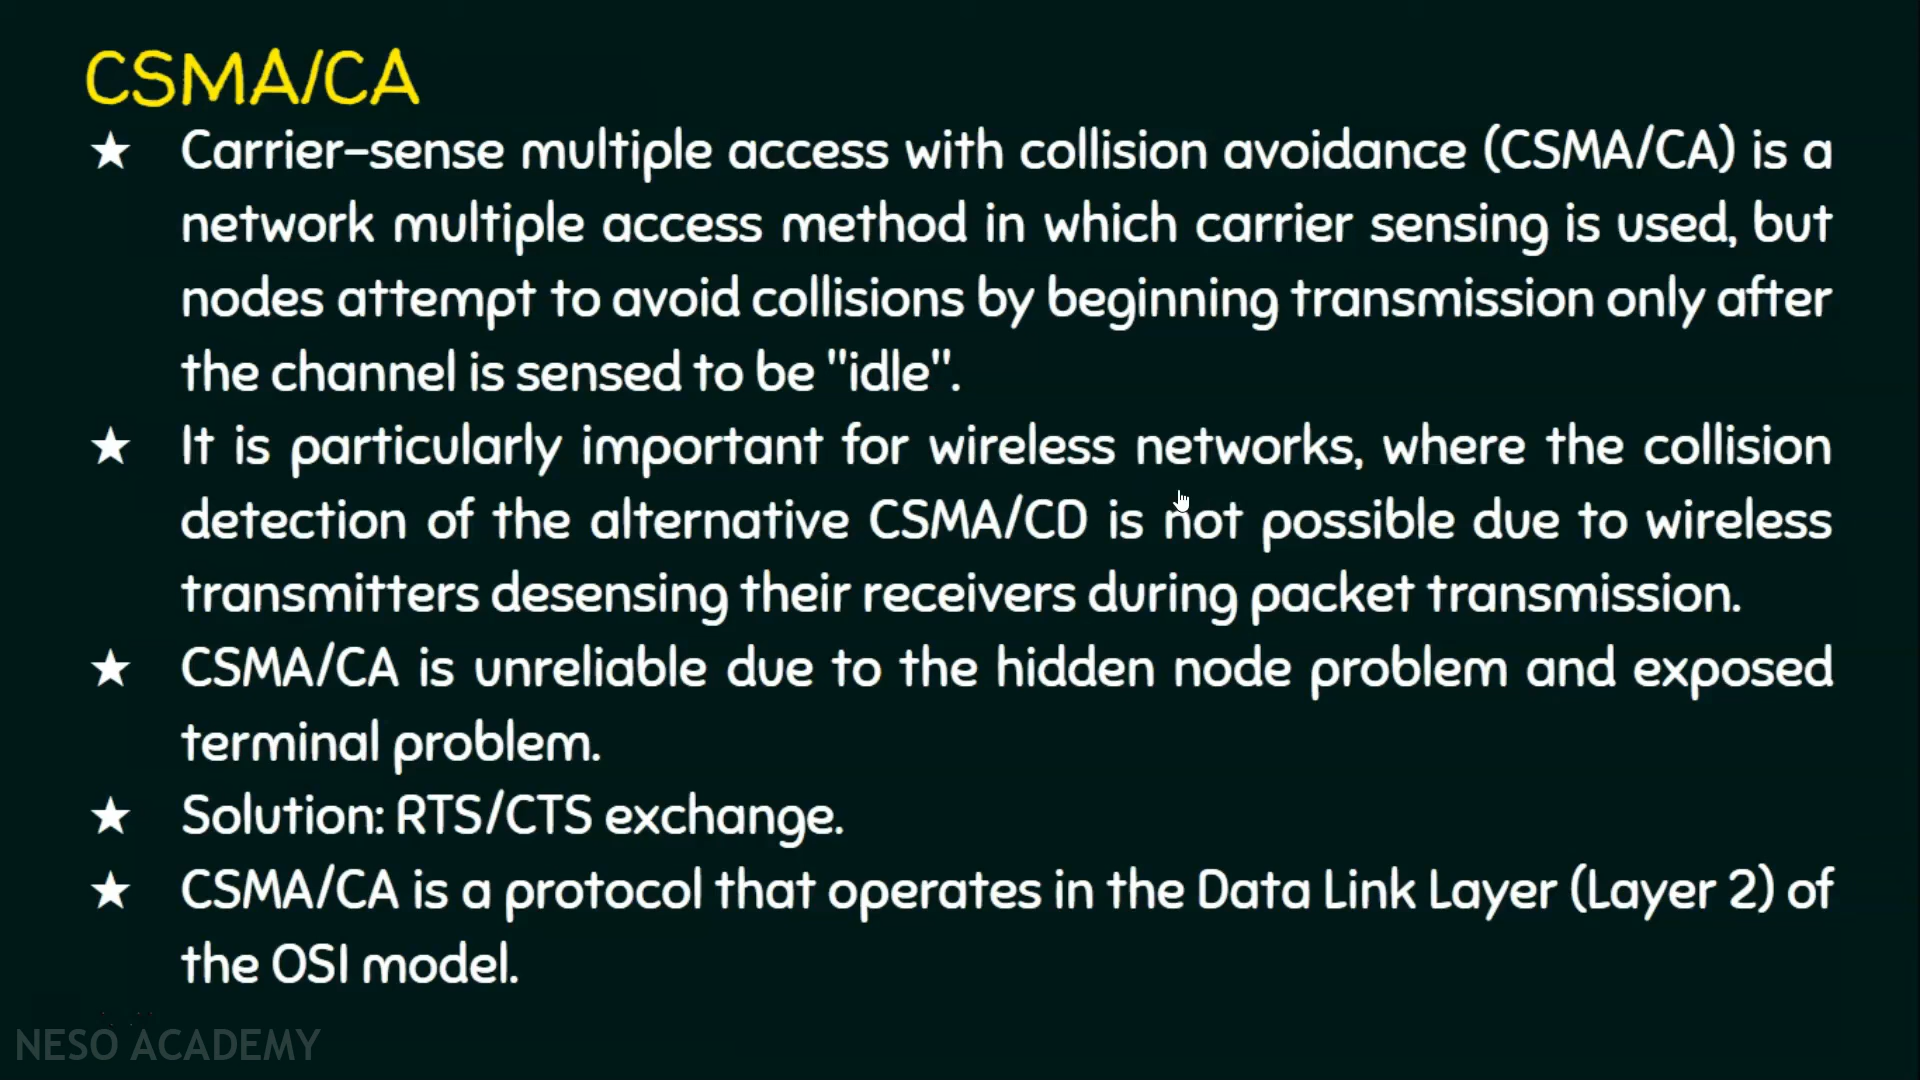 CSMA/CA
★ Carrier-sense multiple access with collision avoidance (CSMA/CA) is a
network multiple access method in which carrier sensing is used, but
nodes attempt to avoid collisions by beginning transmission only after
the channel is sensed to be "idle".
★ It is particularly important for wireless networks, where the collision
detection of the alternative CSMA/CD is not possible due to wireless
transmitters desensing their receivers during packet transmission.
★ CSMA/CA is unreliable due to the hidden node problem and exposed
terminal problem.
★ Solution: RTS/CTS exchange.
★ CSMA/CA is a protocol that operates in the Data Link Layer (Layer 2) of
the OSI model.
NESO ACADEMY